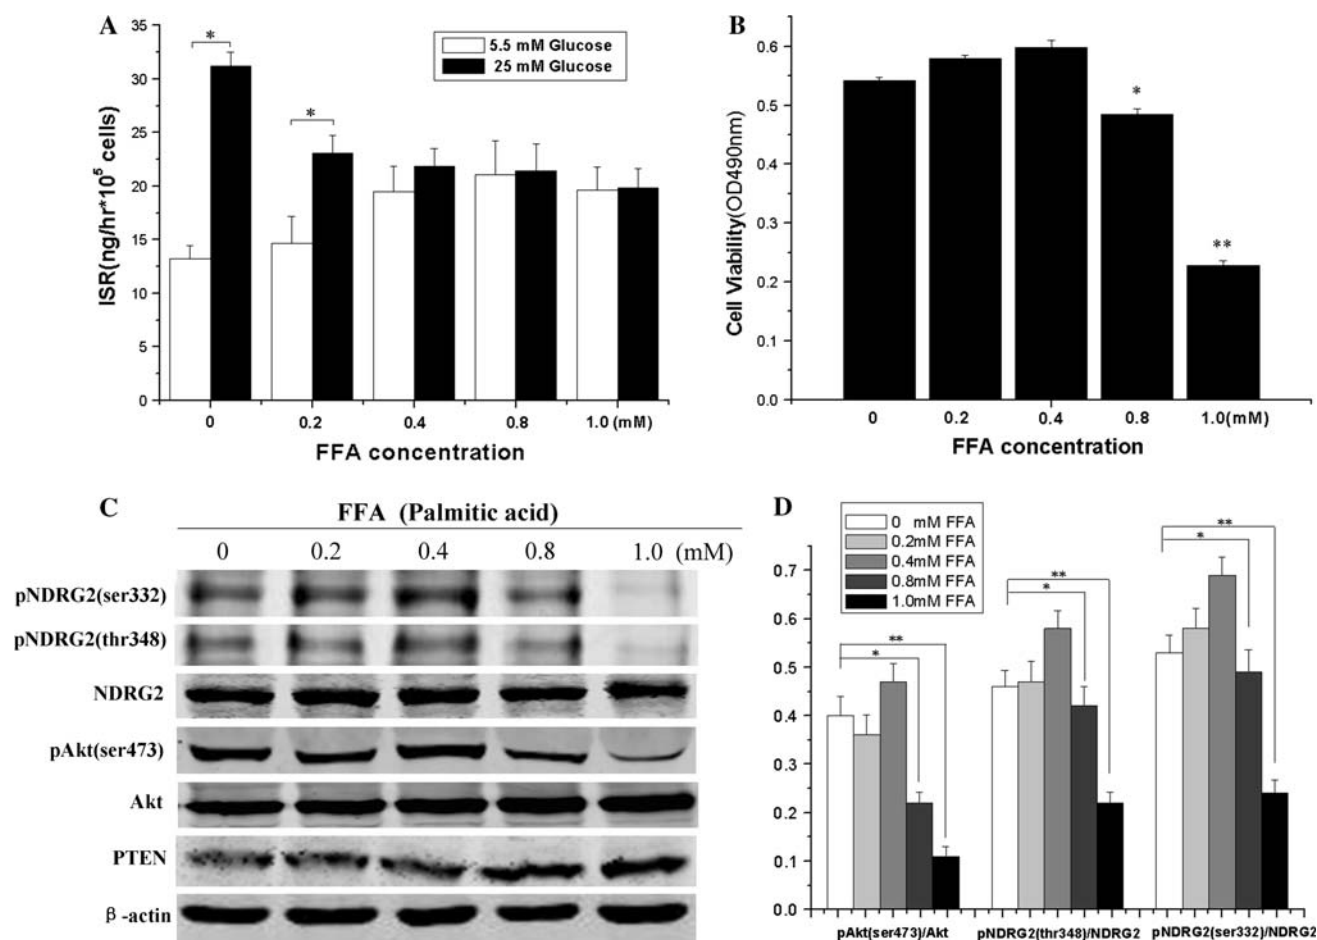 A
35
30
25
20
15
10
5
0
ISR(ng/hr*10⁵ cells)
*
*
5.5 mM Glucose
25 mM Glucose
0 0.2 0.4 0.8 1.0 (mM)
FFA concentration
B
0.6
0.5
0.4
0.3
0.2
0.1
0.0
Cell Viability(OD490nm)
*
**
0 0.2 0.4 0.8 1.0(mM)
FFA concentration
C
FFA (Palmitic acid)
0 0.2 0.4 0.8 1.0 (mM)
pNDRG2(ser332)
pNDRG2(thr348)
NDRG2
pAkt(ser473)
Akt
PTEN
β-actin
D
0 mM FFA
0.2mM FFA
0.4mM FFA
0.8mM FFA
1.0mM FFA
0.7
0.6
0.5
0.4
0.3
0.2
0.1
0.0
**
*
**
*
**
*
pAkt(ser473)/Akt pNDRG2(thr348)/NDRG2 pNDRG2(ser332)/NDRG2